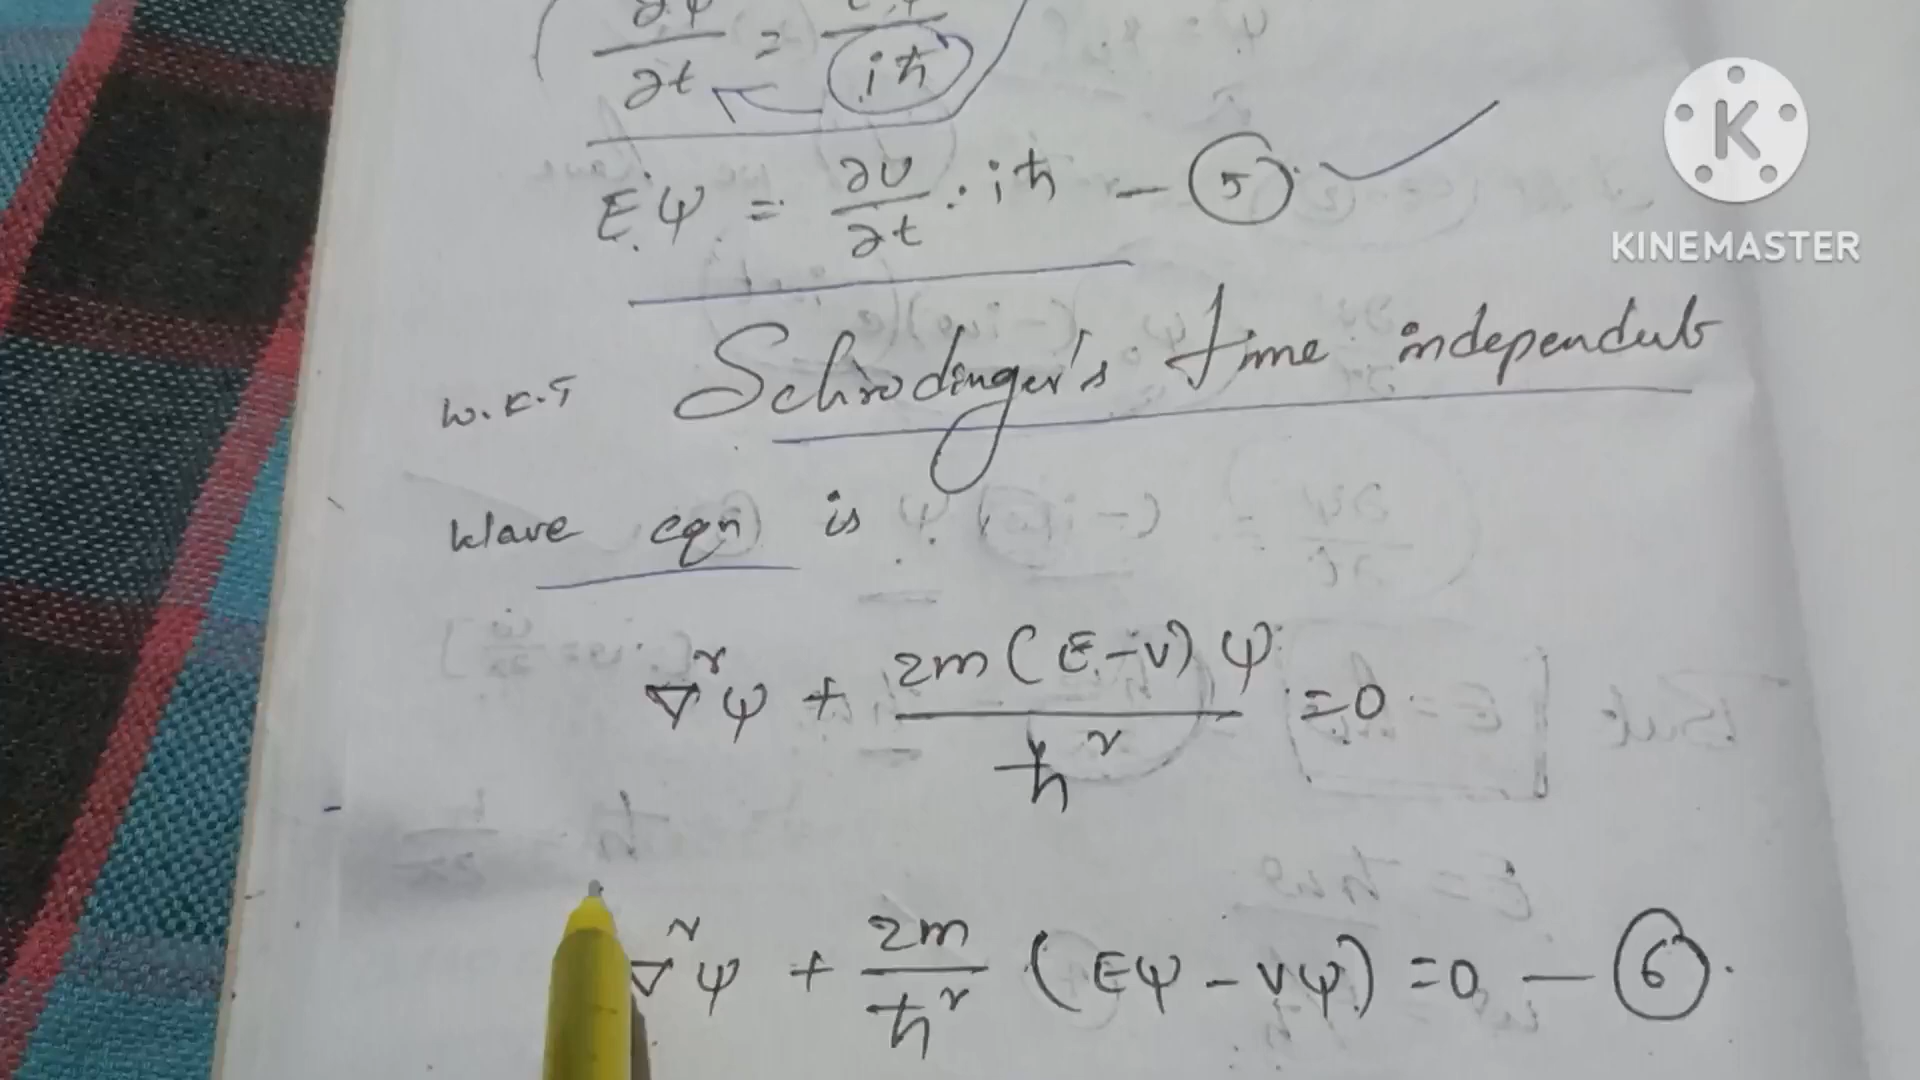 ∂ψ/∂t = Eψ/iħ
Eψ = ∂ψ/∂t · iħ — (5)
W.K.T Schrodinger's time independent
Wave eqn is
∇²ψ + 2m(E-V)ψ/ħ² = 0
∇²ψ + 2m/ħ² (Eψ - Vψ) = 0 — (6)
K
KINEMASTER